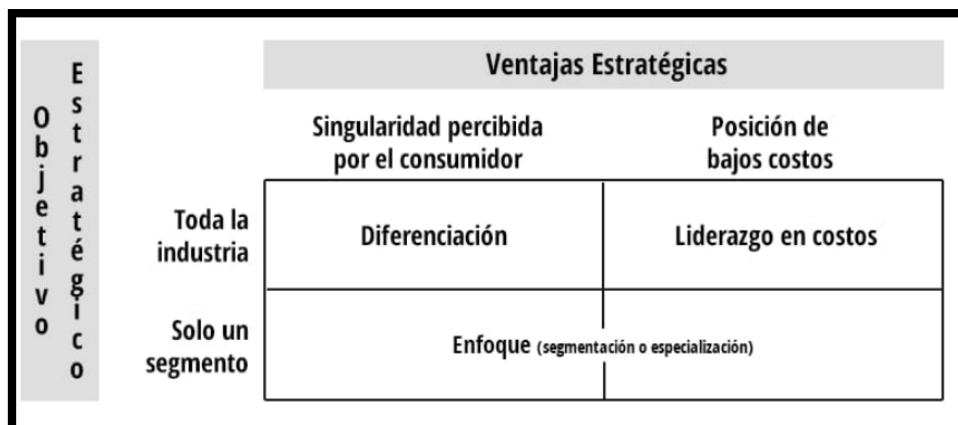 Objetivo
Estratégico
Ventajas Estratégicas
Singularidad percibida
por el consumidor
Posición de
bajos costos
Toda la
industria
Diferenciación
Liderazgo en costos
Solo un
segmento
Enfoque (segmentación o especialización)